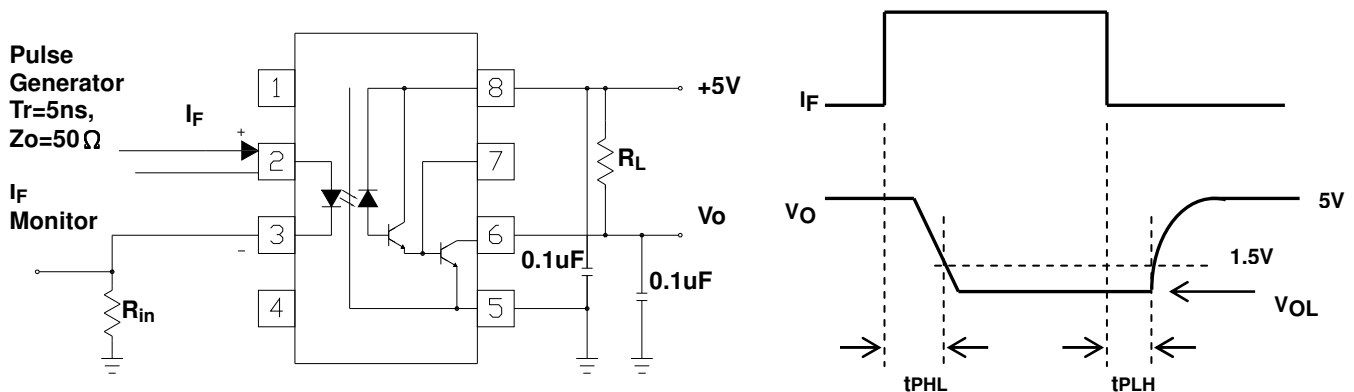 Pulse
Generator
Tr=5ns,
Zo=50Ω
IF
+
IF
Monitor
-
Rin
1
2
3
4
8
7
6
5
+5V
RL
Vo
0.1uF
0.1uF
IF
VO
5V
1.5V
VOL
tPHL
tPLH